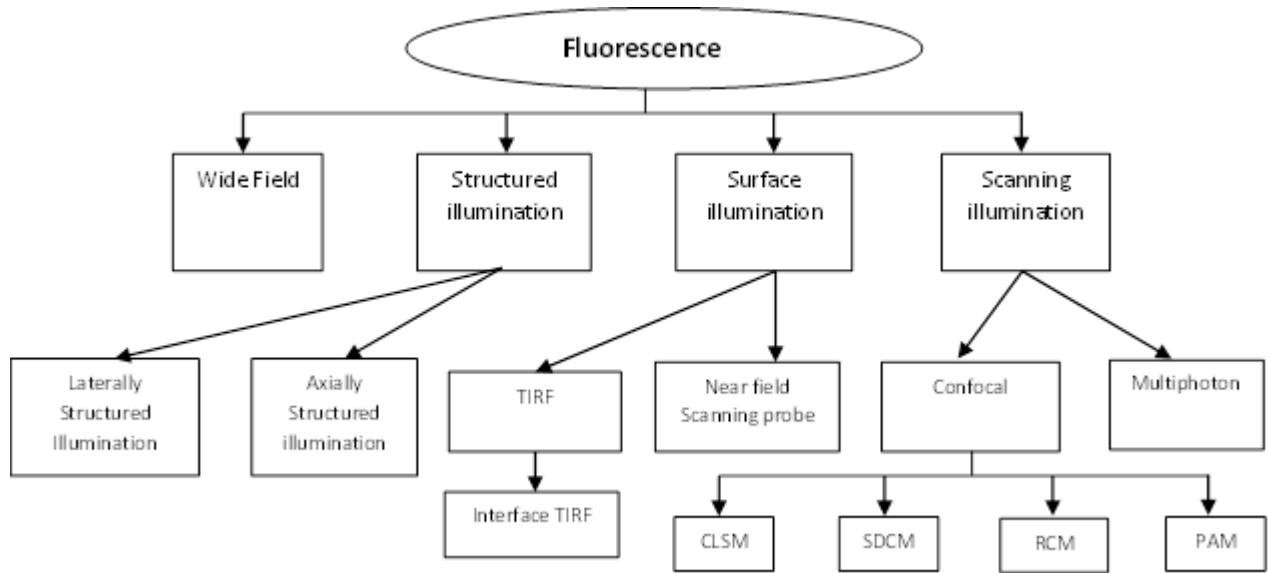 Fluorescence
Wide Field
Structured
illumination
Surface
illumination
Scanning
illumination
Laterally
Structured
Illumination
Axially
Structured
illumination
TIRF
Near field
Scanning probe
Confocal
Multiphoton
Interface TIRF
CLSM
SDCM
RCM
PAM